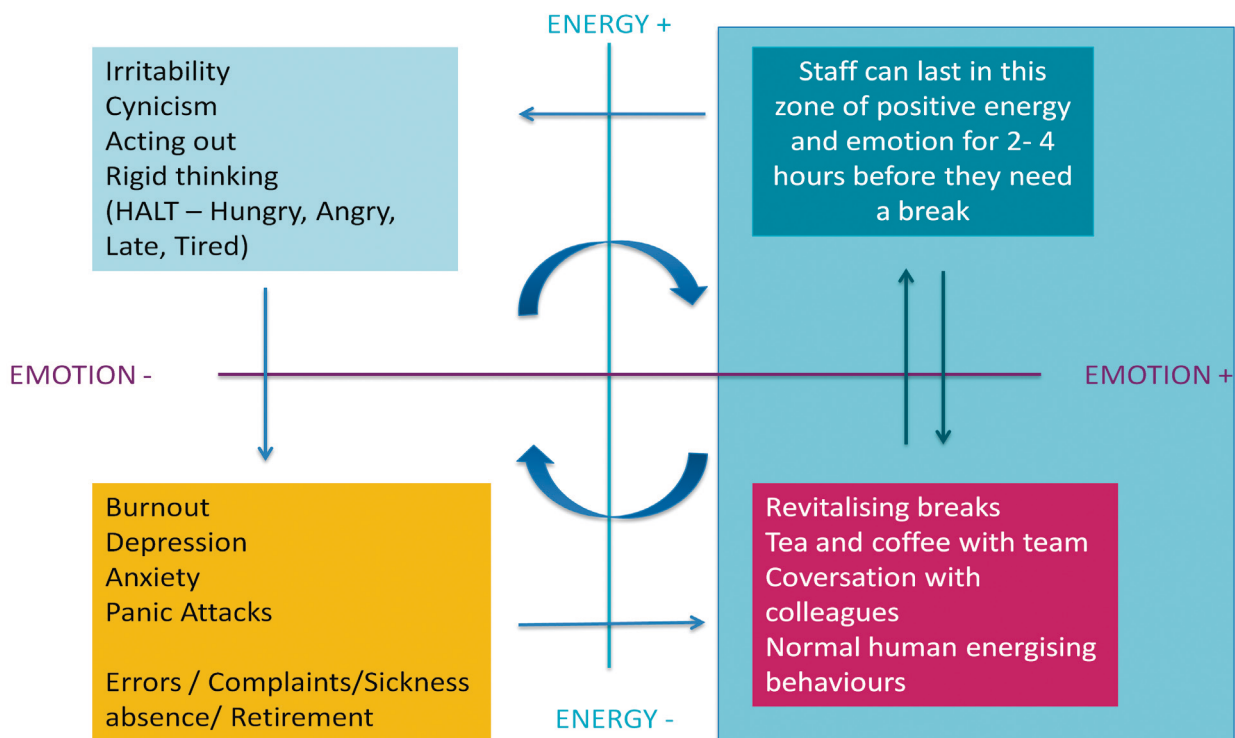 ENERGY +
Irritability
Cynicism
Acting out
Rigid thinking
(HALT – Hungry, Angry,
Late, Tired)
Staff can last in this
zone of positive energy
and emotion for 2- 4
hours before they need
a break
EMOTION -
EMOTION +
Burnout
Depression
Anxiety
Panic Attacks
Errors / Complaints/Sickness
absence/ Retirement
Revitalising breaks
Tea and coffee with team
Coversation with
colleagues
Normal human energising
behaviours
ENERGY -